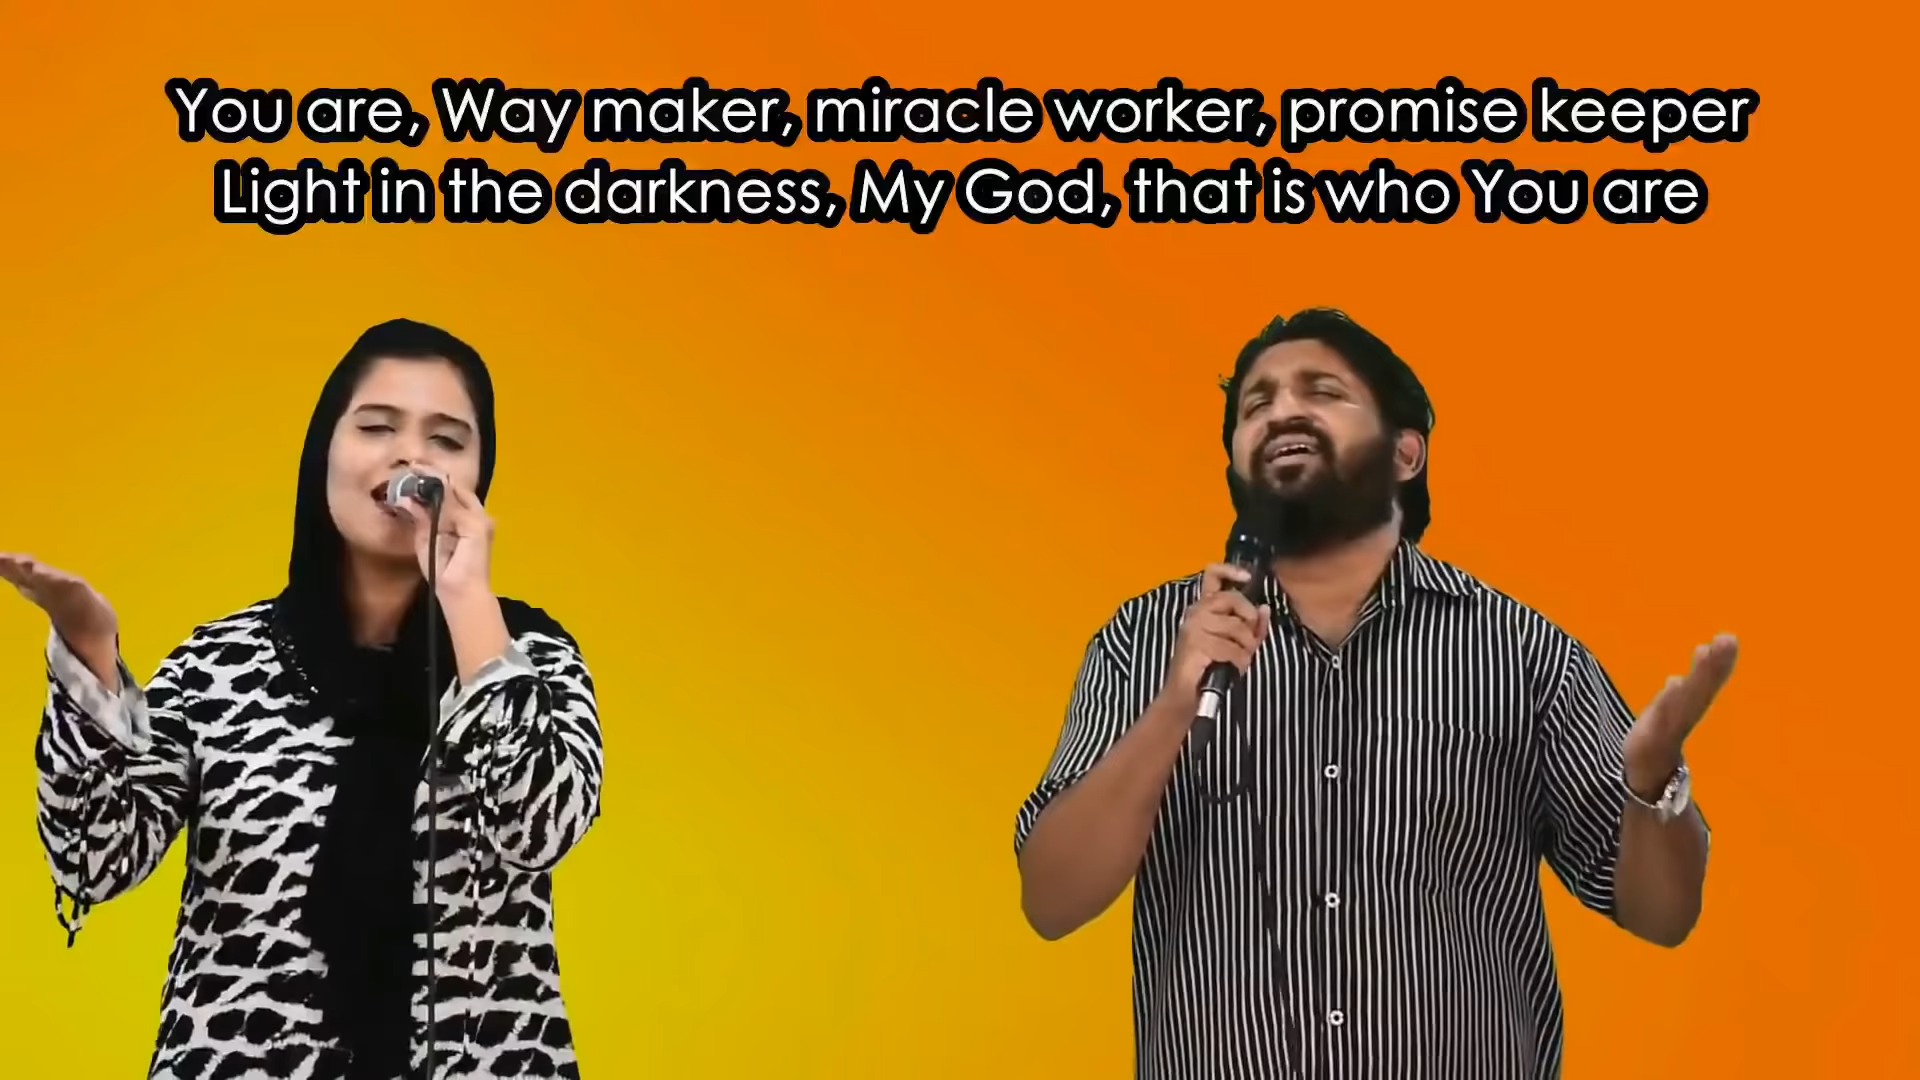 You are, Way maker, miracle worker, promise keeper
Light in the darkness, My God, that is who You are